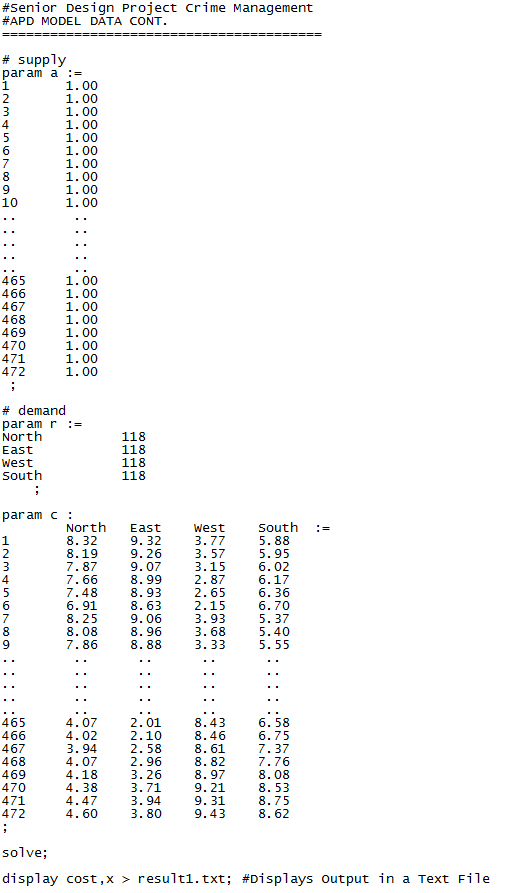 #Senior Design Project Crime Management
#APD MODEL DATA CONT.
========================================
# supply
param a :=
1 1.00
2 1.00
3 1.00
4 1.00
5 1.00
6 1.00
7 1.00
8 1.00
9 1.00
10 1.00
.. ..
.. ..
.. ..
.. ..
.. ..
465 1.00
466 1.00
467 1.00
468 1.00
469 1.00
470 1.00
471 1.00
472 1.00
;
# demand
param r :=
North 118
East 118
West 118
South 118
;
param c :
North East West South :=
1 8.32 9.32 3.77 5.88
2 8.19 9.26 3.57 5.95
3 7.87 9.07 3.15 6.02
4 7.66 8.99 2.87 6.17
5 7.48 8.93 2.65 6.36
6 6.91 8.63 2.15 6.70
7 8.25 9.06 3.93 5.37
8 8.08 8.96 3.68 5.40
9 7.86 8.88 3.33 5.55
.. .. .. .. ..
.. .. .. .. ..
.. .. .. .. ..
.. .. .. .. ..
.. .. .. .. ..
465 4.07 2.01 8.43 6.58
466 4.02 2.10 8.46 6.75
467 3.94 2.58 8.61 7.37
468 4.07 2.96 8.82 7.76
469 4.18 3.26 8.97 8.08
470 4.38 3.71 9.21 8.53
471 4.47 3.94 9.31 8.75
472 4.60 3.80 9.43 8.62
;
solve;
display cost,x > result1.txt; #Displays Output in a Text File